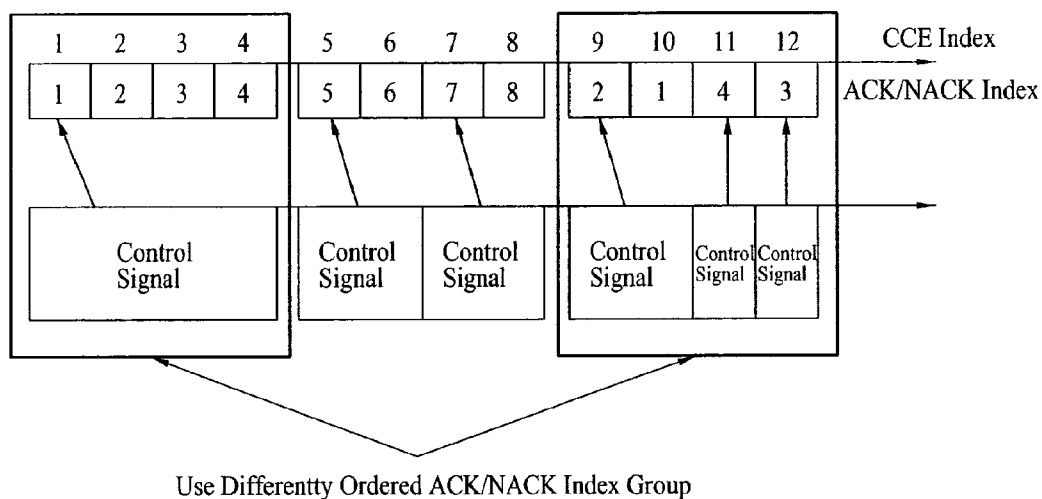 1 2 3 4 5 6 7 8 9 10 11 12 CCE Index
1 2 3 4 5 6 7 8 2 1 4 3 ACK/NACK Index
Control Signal
Control Signal
Control Signal
Control Signal
Control Signal
Control Signal
Use Differentty Ordered ACK/NACK Index Group